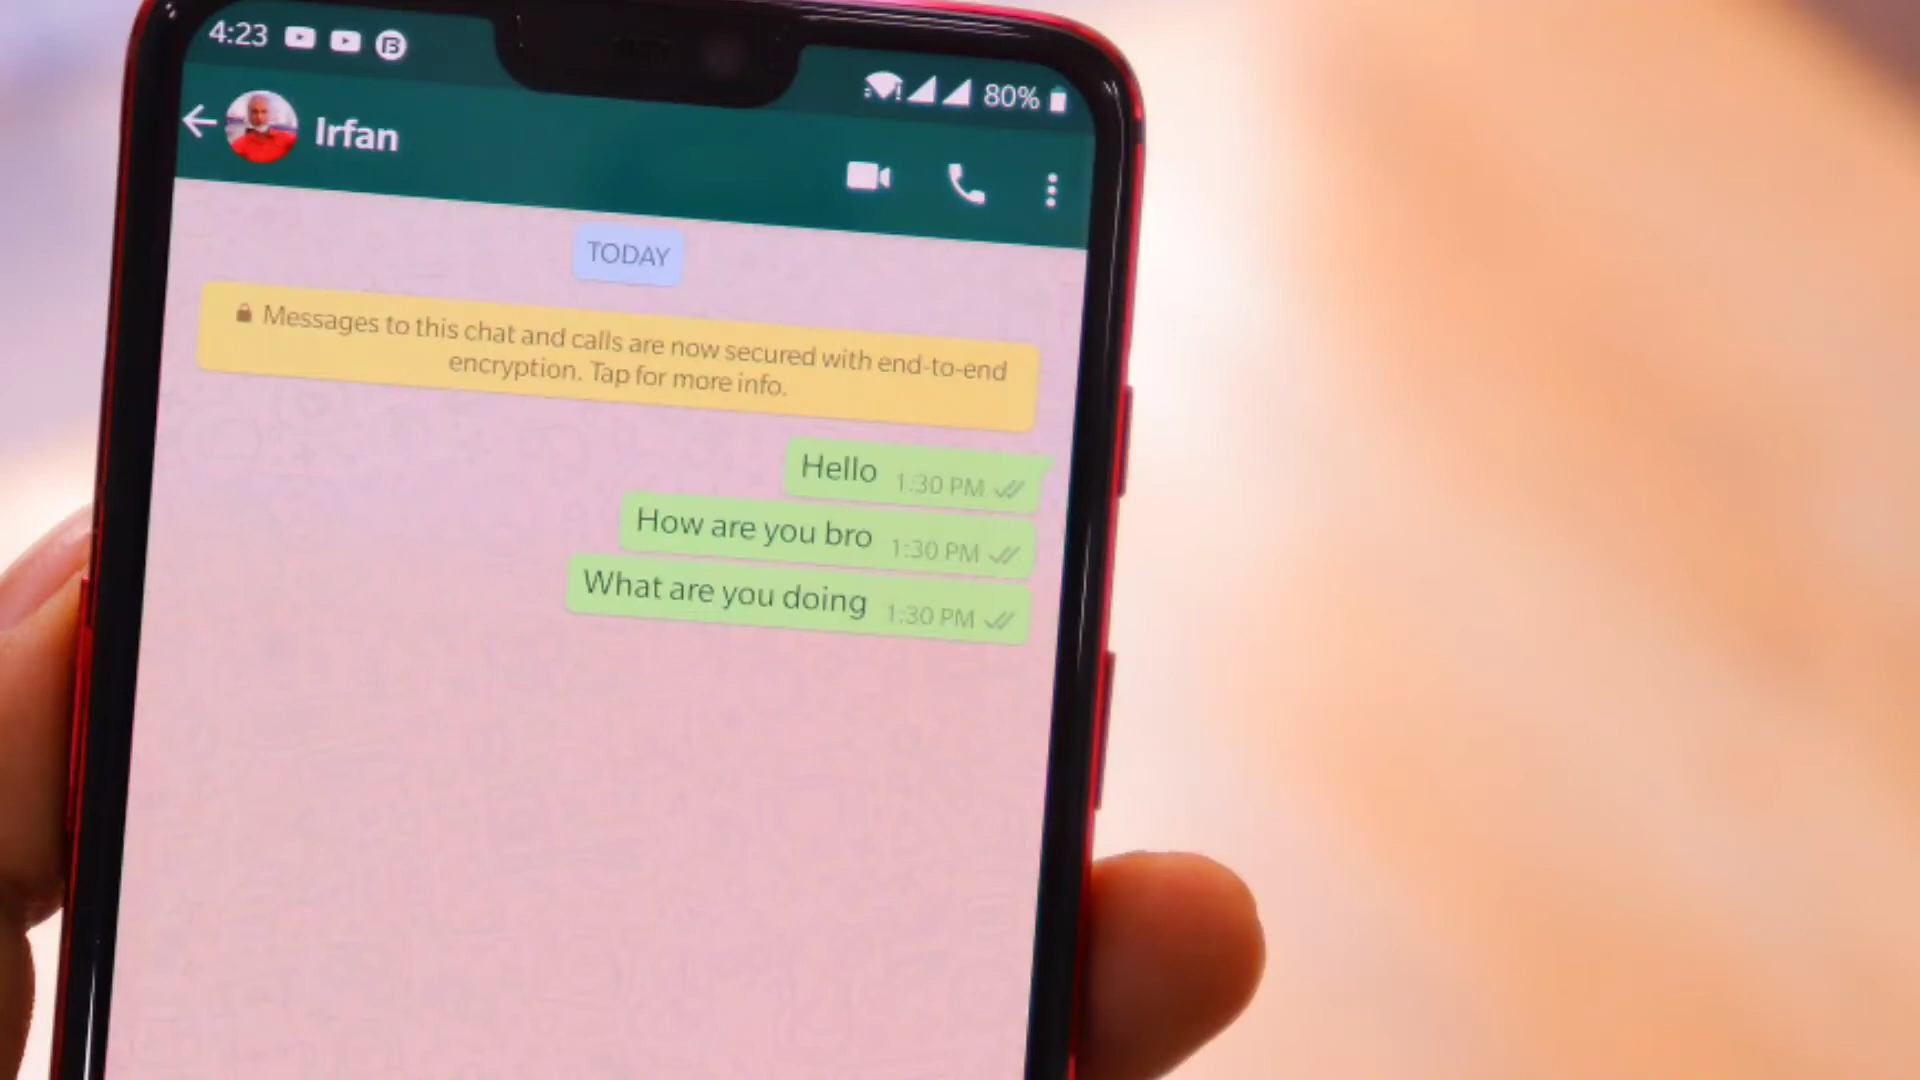 4:23
80%
Irfan
TODAY
Messages to this chat and calls are now secured with end-to-end
encryption. Tap for more info.
Hello 1:30 PM
How are you bro 1:30 PM
What are you doing 1:30 PM